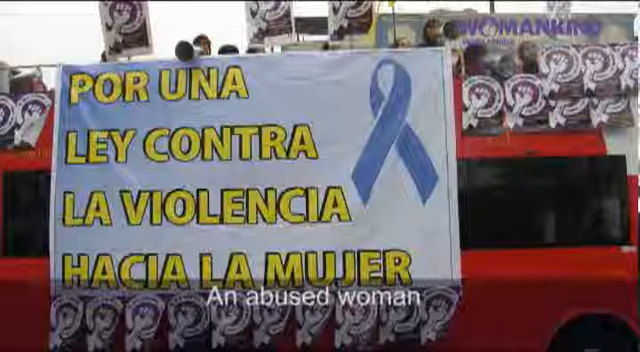 WOMANKIND
POR UNA
LEY CONTRA
LA VIOLENCIA
HACIA LA MUJER
An abused woman